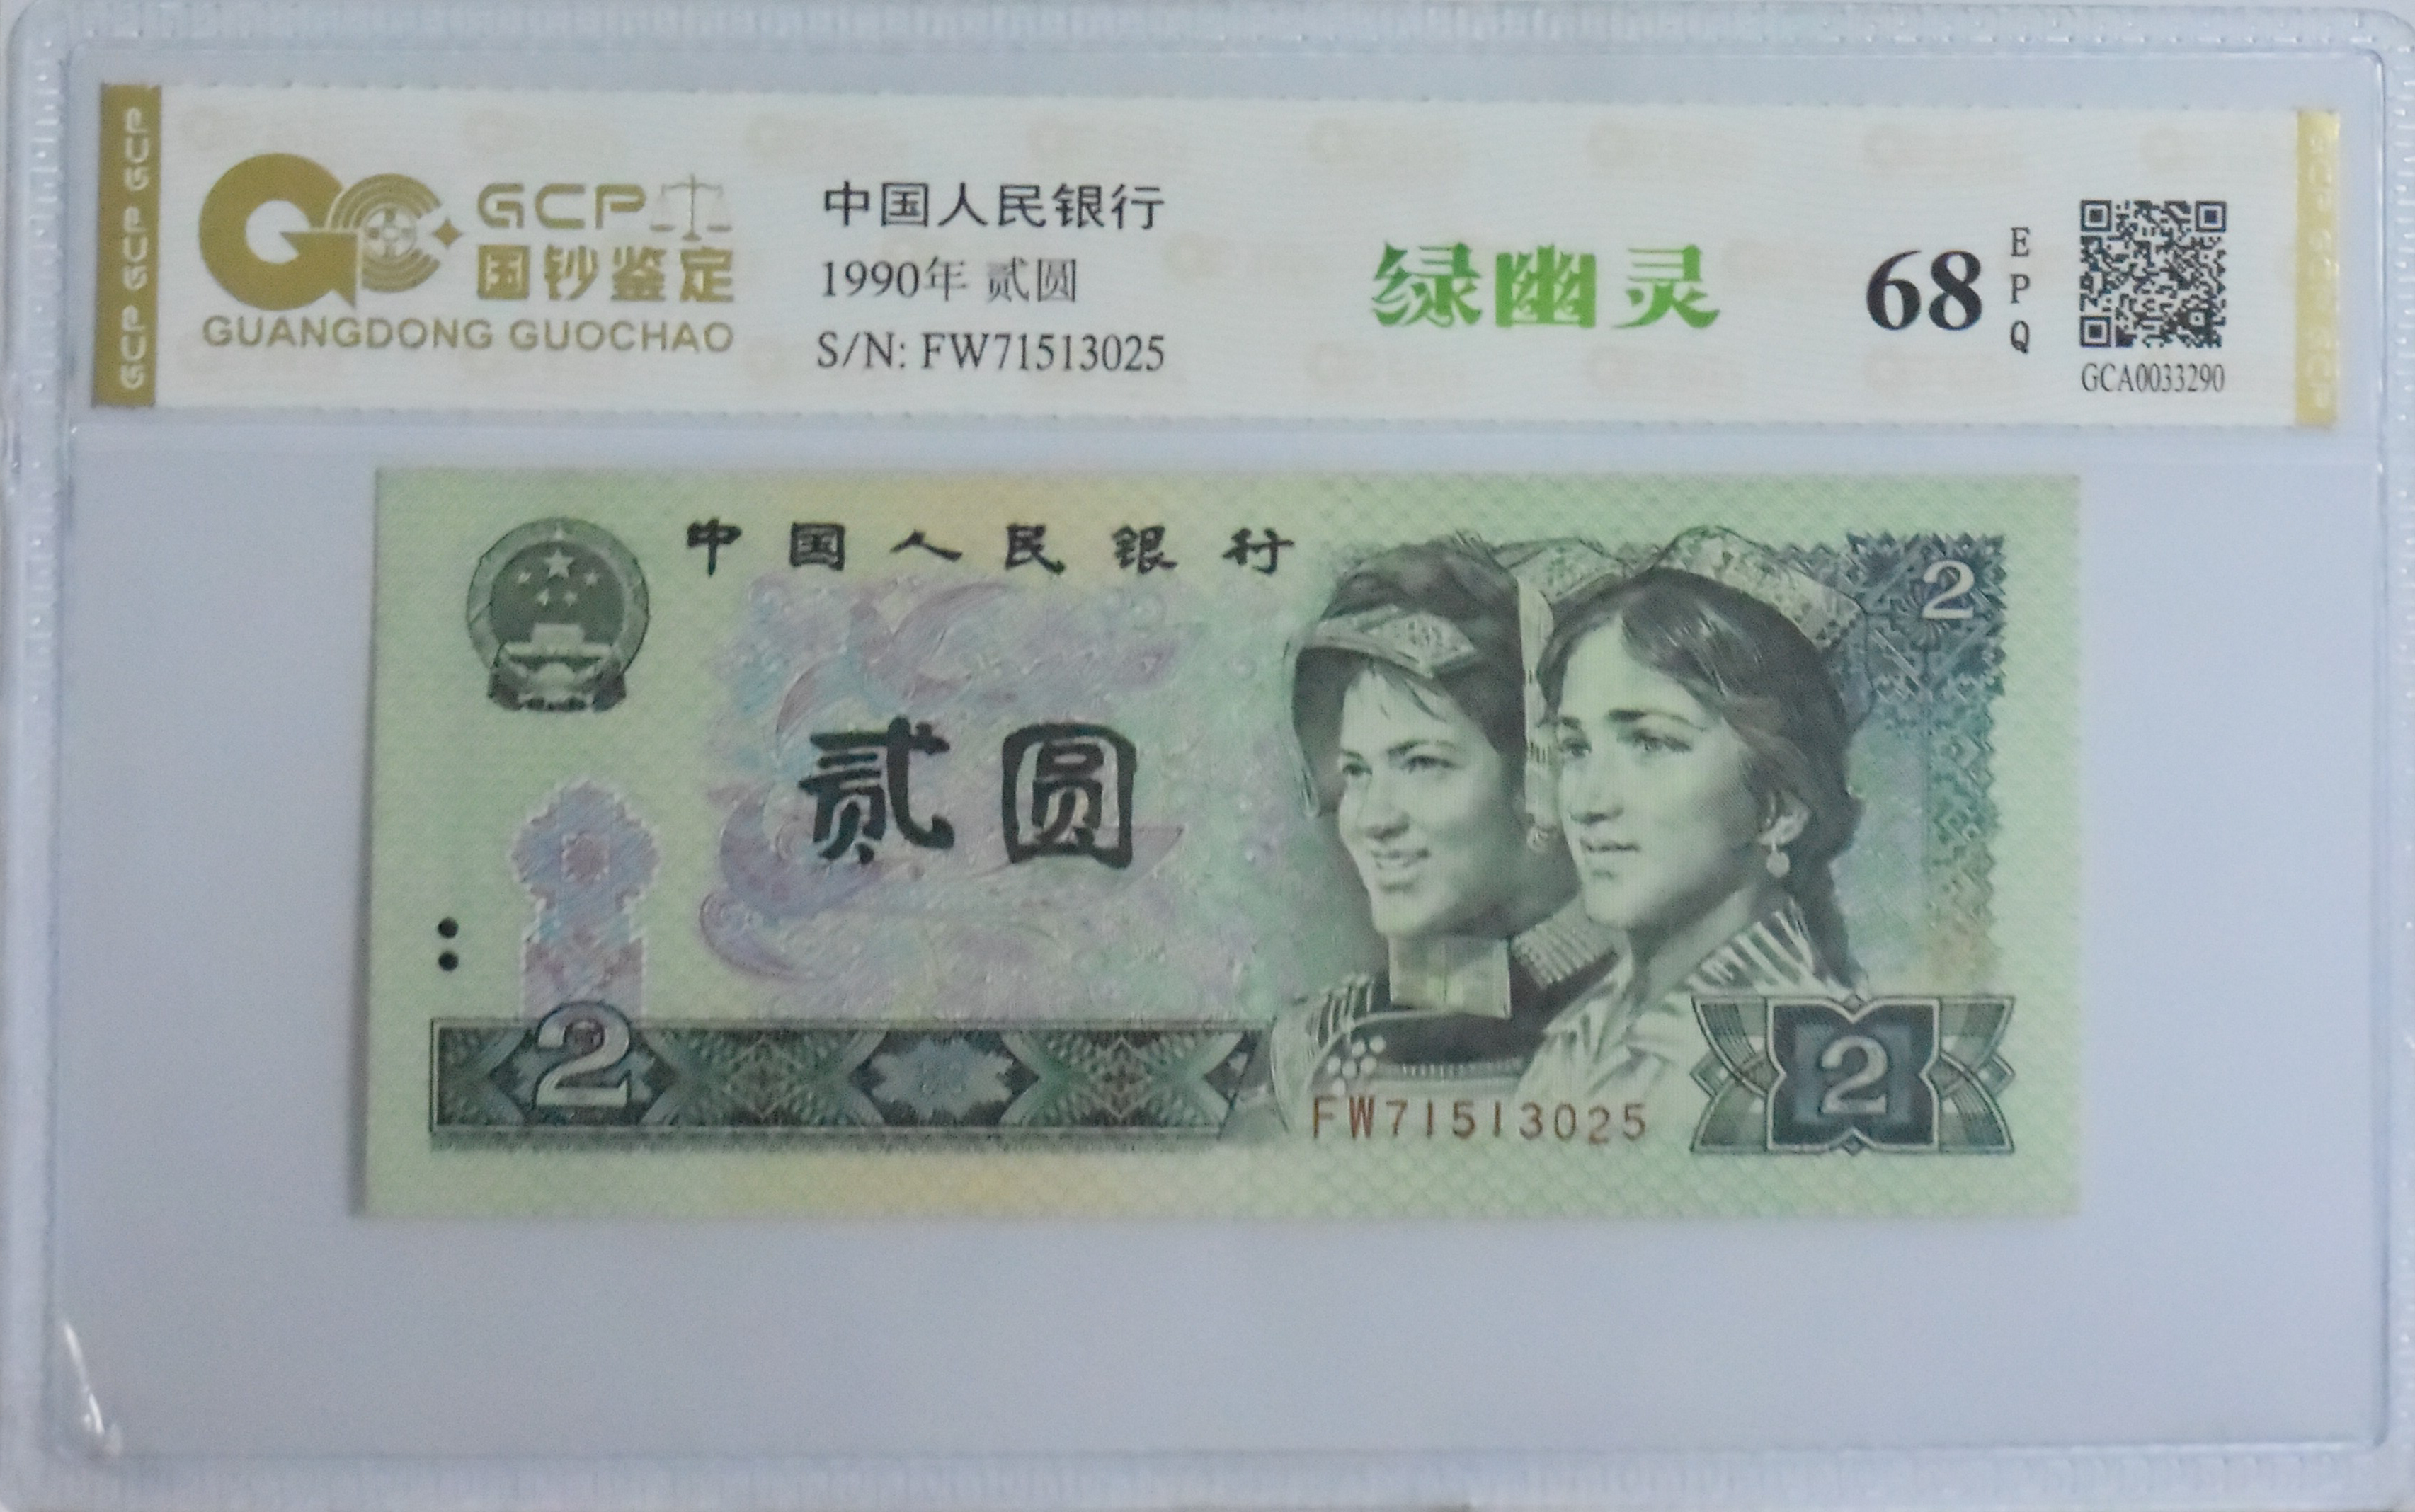 GCP GCP GCP
GCP
国钞鉴定
GUANGDONG GUOCHAO
中国人民银行
1990年 贰圆
S/N: FW71513025
绿幽灵
68
EPQ
GCA0033290
中国人民银行
2
贰圆
2
FW71513025
2